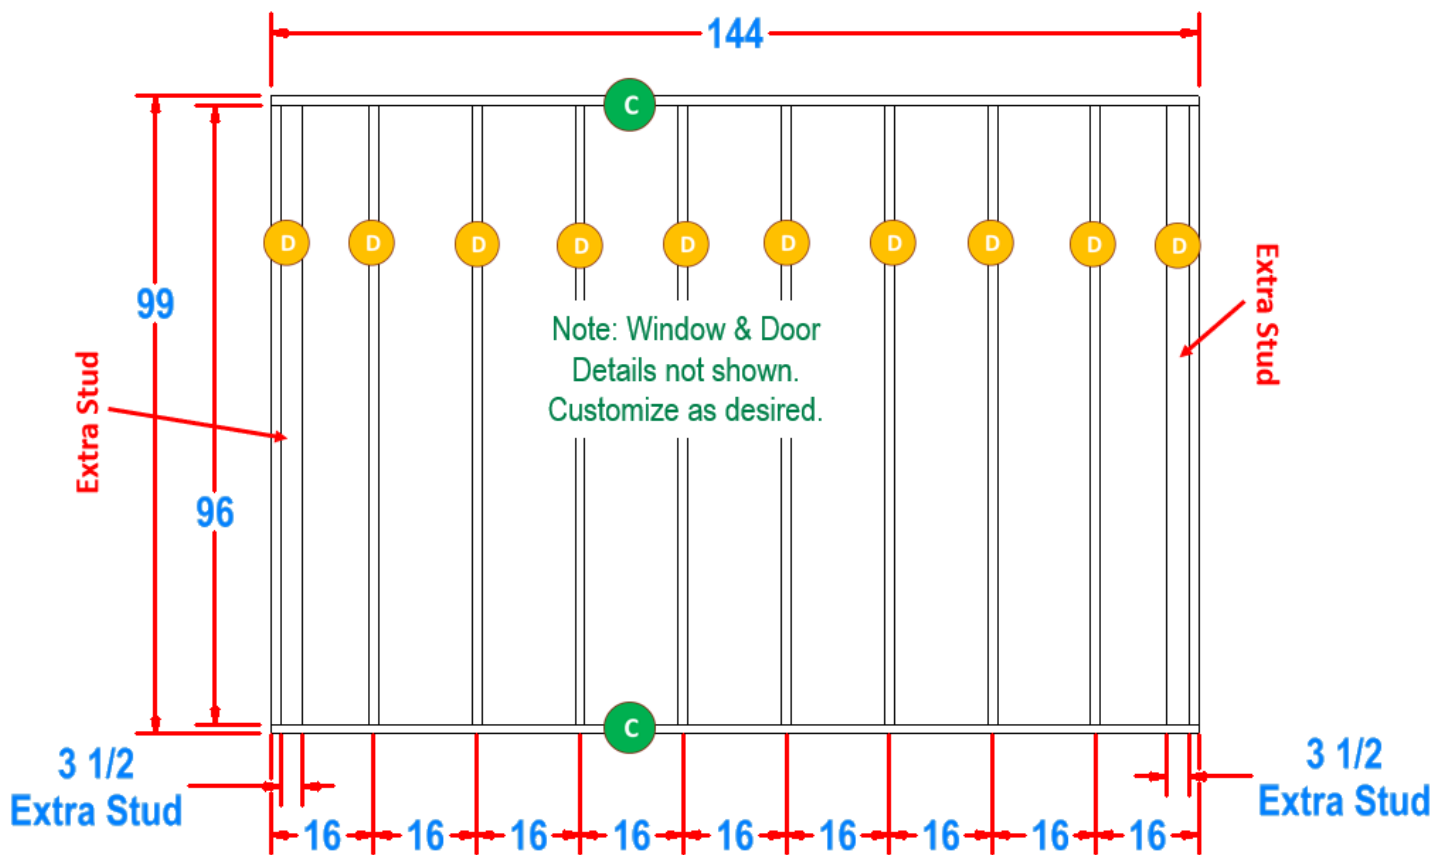 144
C
D D D D D D D D D D
99
Extra Stud
Extra Stud
Note: Window & Door
Details not shown.
Customize as desired.
96
C
3 1/2
Extra Stud
3 1/2
Extra Stud
16 16 16 16 16 16 16 16 16